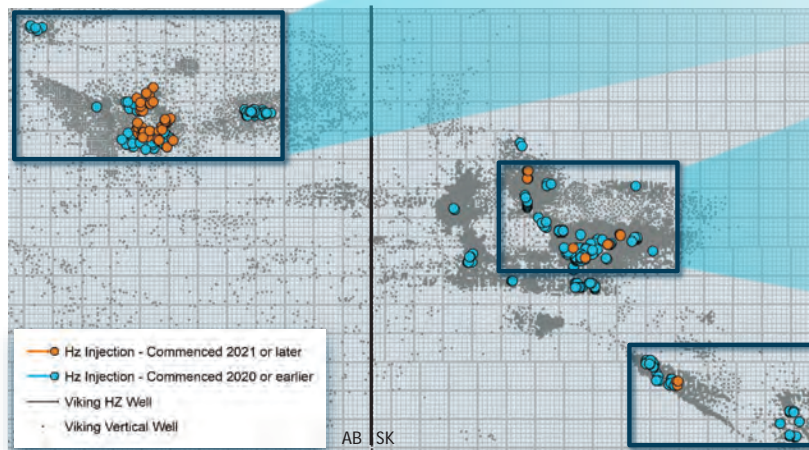 Hz Injection - Commenced 2021 or later
Hz Injection - Commenced 2020 or earlier
Viking HZ Well
Viking Vertical Well
AB SK